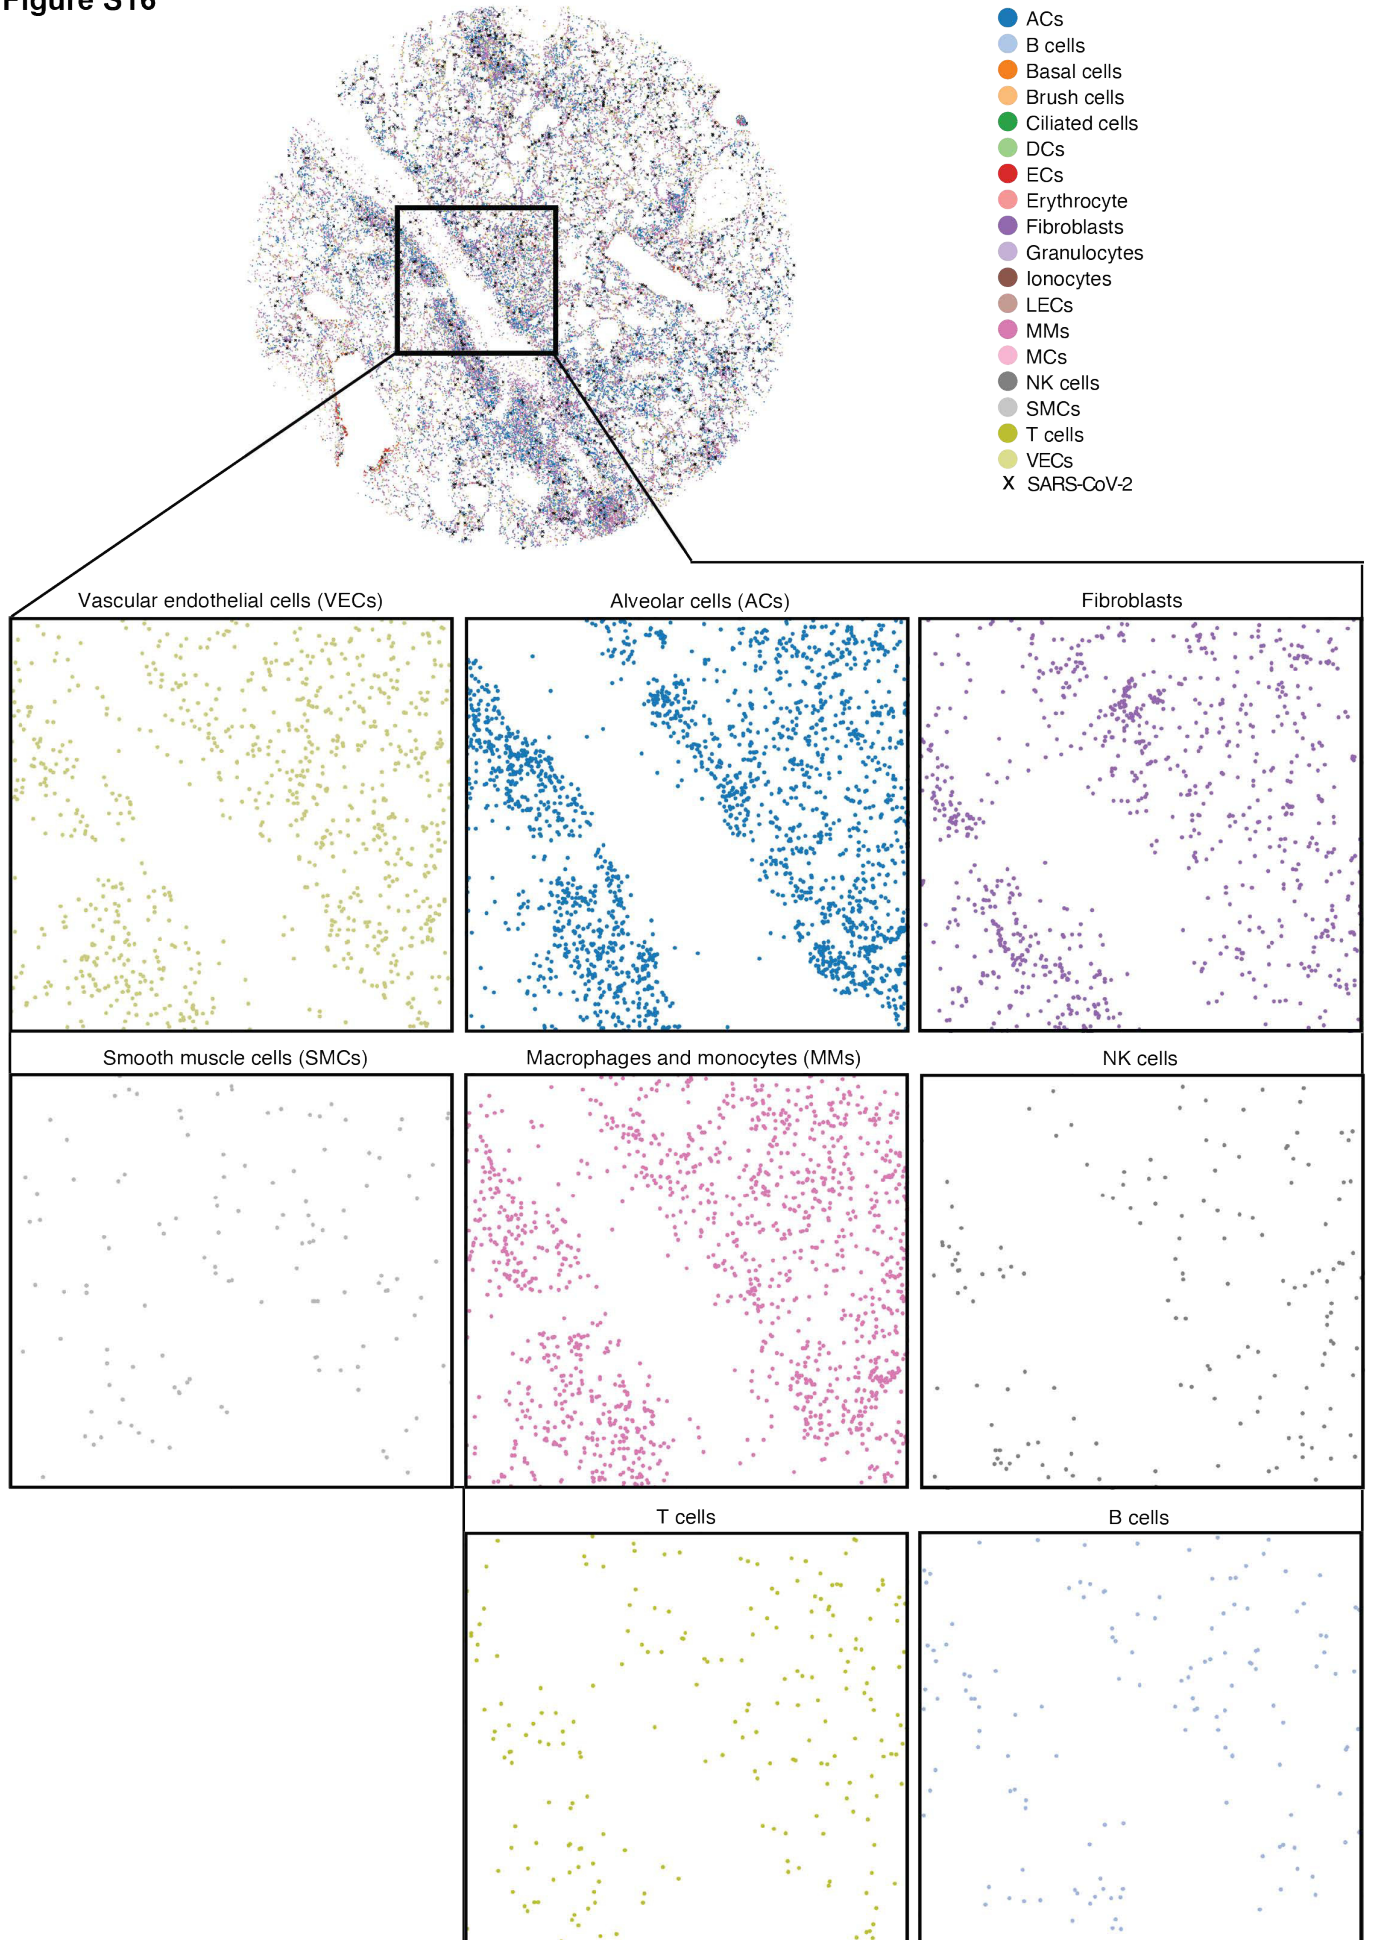 Figure S16
ACs
B cells
Basal cells
Brush cells
Ciliated cells
DCs
ECs
Erythrocyte
Fibroblasts
Granulocytes
Ionocytes
LECs
MMs
MCs
NK cells
SMCs
T cells
VECs
X SARS-CoV-2
Vascular endothelial cells (VECs)
Alveolar cells (ACs)
Fibroblasts
Smooth muscle cells (SMCs)
Macrophages and monocytes (MMs)
NK cells
T cells
B cells